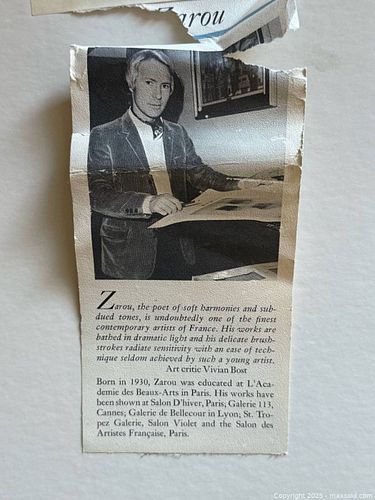 Zarou
Zarou, the poet of soft harmonies and sub-
dued tones, is undoubtedly one of the finest
contemporary artists of France. His works are
bathed in dramatic light and his delicate brush-
strokes radiate sensitivity with an ease of tech-
nique seldom achieved by such a young artist.
Art critic Vivian Bost
Born in 1930, Zarou was educated at L'Aca-
demie des Beaux-Arts in Paris. His works have
been shown at Salon D'hiver, Paris; Galerie 113,
Cannes; Galerie de Bellecour in Lyon; St. Tro-
pez Galerie, Salon Violet and the Salon des
Artistes Française, Paris.
Copyright 2025 - maxsold.com